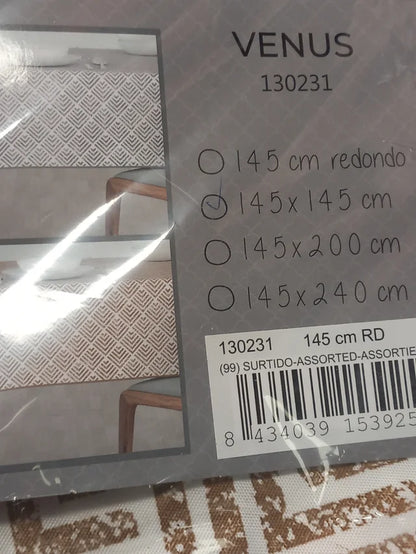 VENUS
130231
145 cm redondo
145x145 cm
145x200 cm
145x240 cm
130231 145 cm RD
(99) SURTIDO-ASSORTED-ASSORTIE
8 434039 153925